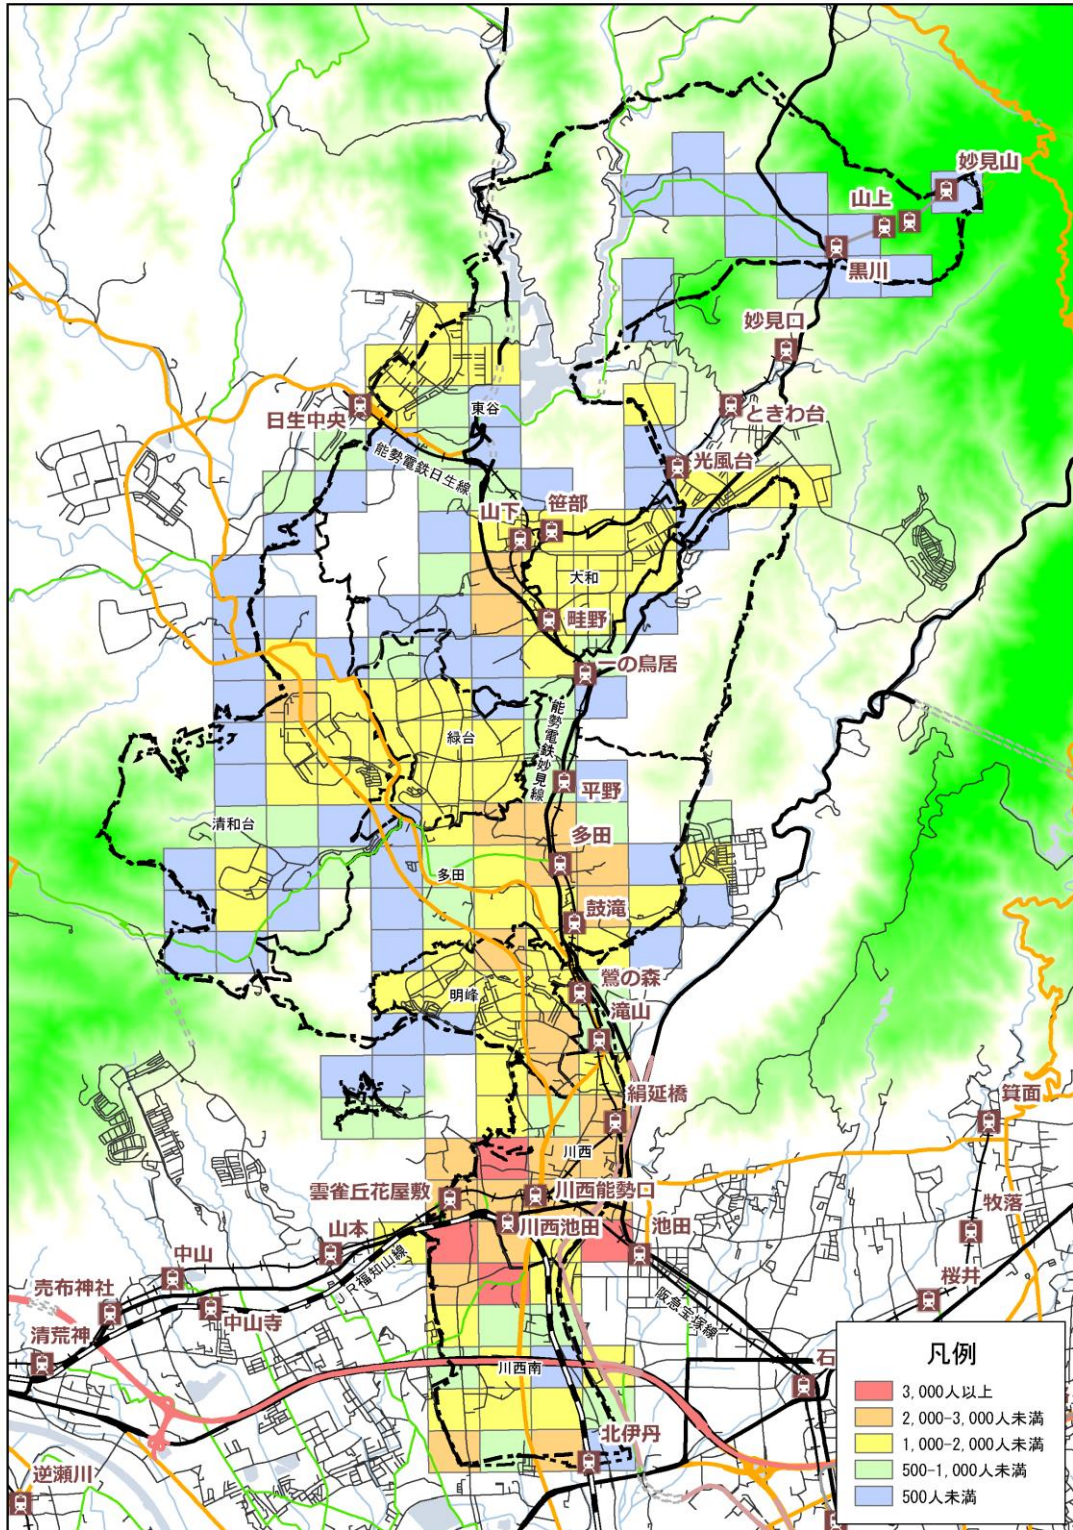 妙見山
山上
黒川
妙見口
日生中央
東谷
ときわ台
能勢電鉄日生線
光風台
山下
笹部
大和
畦野
一の鳥居
能勢電鉄妙見線
緑台
平野
清和台
多田
多田
鼓滝
鶯の森
明峰
滝山
絹延橋
箕面
川西
雲雀丘花屋敷
川西能勢口
牧落
山本
川西池田
池田
中山
JR福知山線
売布神社
中山寺
阪急宝塚線
桜井
清荒神
川西南
石
北伊丹
逆瀬川
凡例
3,000人以上
2,000-3,000人未満
1,000-2,000人未満
500-1,000人未満
500人未満